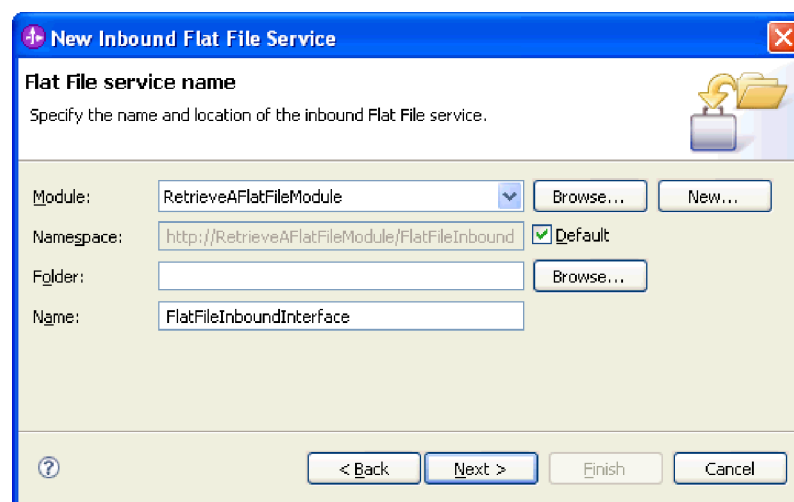 New Inbound Flat File Service
Flat File service name
Specify the name and location of the inbound Flat File service.
Module: RetrieveAFlatFileModule Browse... New...
Namespace: http://RetrieveAFlatFileModule/FlatFileInbound Default
Folder: Browse...
Name: FlatFileInboundInterface
< Back Next > Finish Cancel